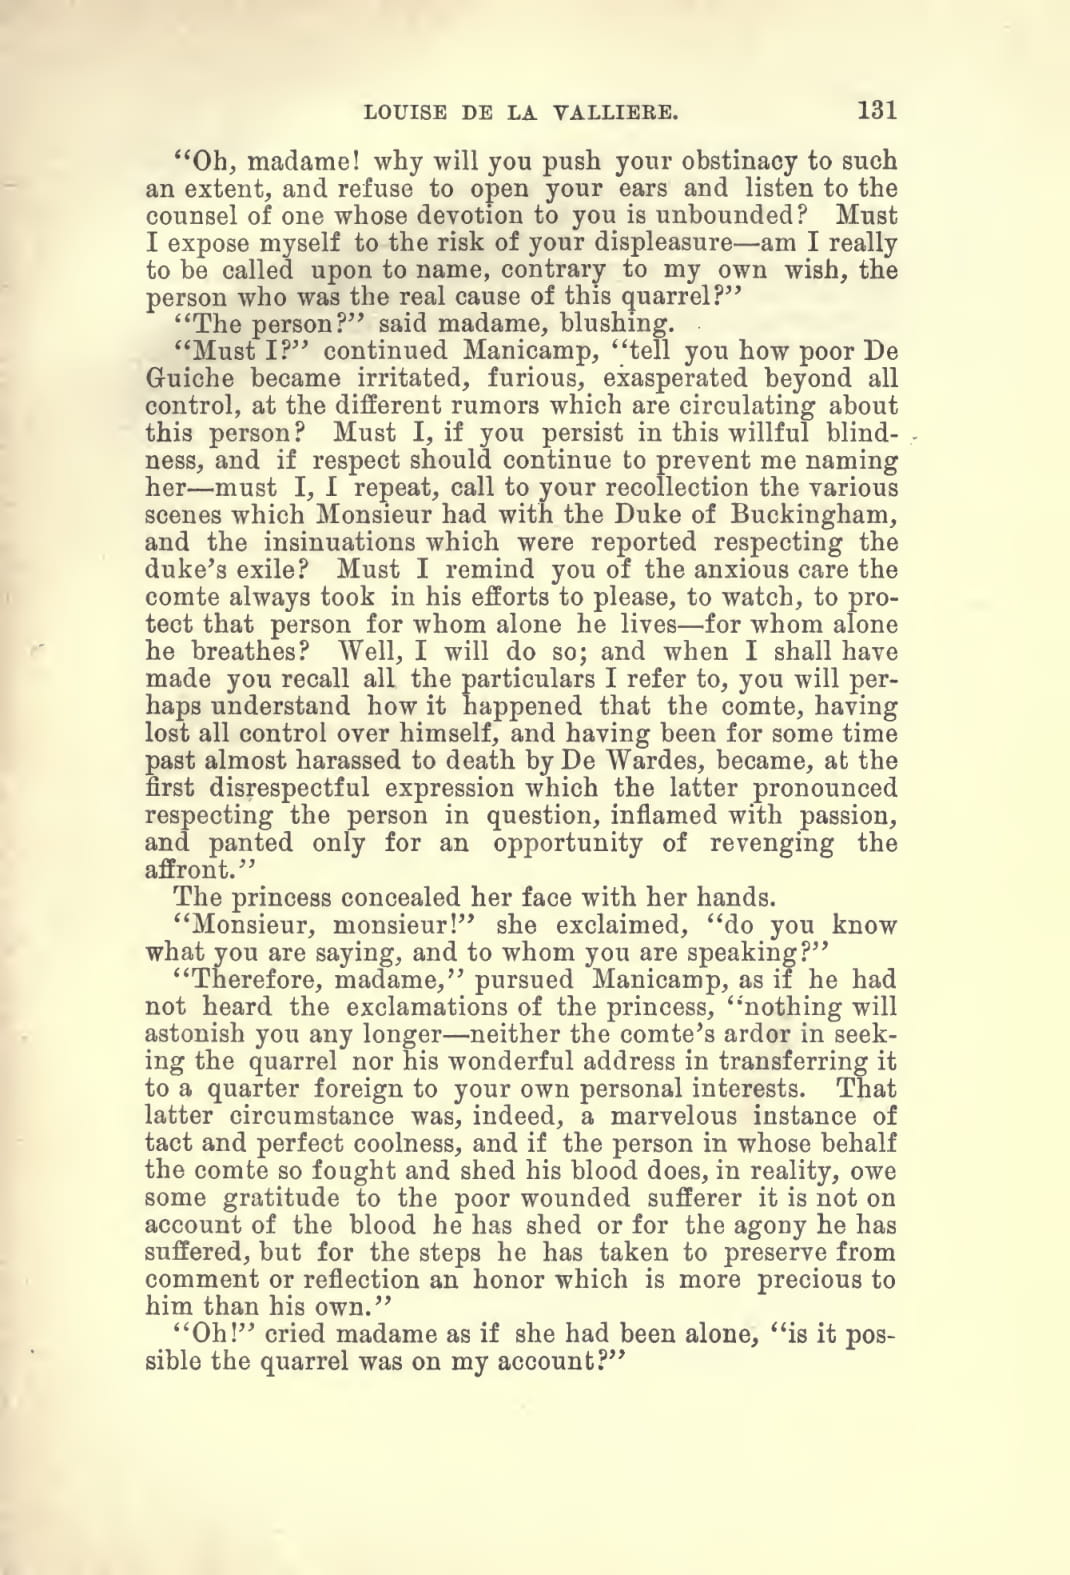 LOUISE DE LA VALLIERE. 131
“Oh, madame! why will you push your obstinacy to such
an extent, and refuse to open your ears and listen to the
counsel of one whose devotion to you is unbounded? Must
I expose myself to the risk of your displeasure—am I really
to be called upon to name, contrary to my own wish, the
person who was the real cause of this quarrel?”
“The person?” said madame, blushing.
“Must I?” continued Manicamp, “tell you how poor De
Guiche became irritated, furious, exasperated beyond all
control, at the different rumors which are circulating about
this person? Must I, if you persist in this willful blind-
ness, and if respect should continue to prevent me naming
her—must I, I repeat, call to your recollection the various
scenes which Monsieur had with the Duke of Buckingham,
and the insinuations which were reported respecting the
duke’s exile? Must I remind you of the anxious care the
comte always took in his efforts to please, to watch, to pro-
tect that person for whom alone he lives—for whom alone
he breathes? Well, I will do so; and when I shall have
made you recall all the particulars I refer to, you will per-
haps understand how it happened that the comte, having
lost all control over himself, and having been for some time
past almost harassed to death by De Wardes, became, at the
first disrespectful expression which the latter pronounced
respecting the person in question, inflamed with passion,
and panted only for an opportunity of revenging the
affront.”
The princess concealed her face with her hands.
“Monsieur, monsieur!” she exclaimed, “do you know
what you are saying, and to whom you are speaking?”
“Therefore, madame,” pursued Manicamp, as if he had
not heard the exclamations of the princess, “nothing will
astonish you any longer—neither the comte’s ardor in seek-
ing the quarrel nor his wonderful address in transferring it
to a quarter foreign to your own personal interests. That
latter circumstance was, indeed, a marvelous instance of
tact and perfect coolness, and if the person in whose behalf
the comte so fought and shed his blood does, in reality, owe
some gratitude to the poor wounded sufferer it is not on
account of the blood he has shed or for the agony he has
suffered, but for the steps he has taken to preserve from
comment or reflection an honor which is more precious to
him than his own.”
“Oh!” cried madame as if she had been alone, “is it pos-
sible the quarrel was on my account?”